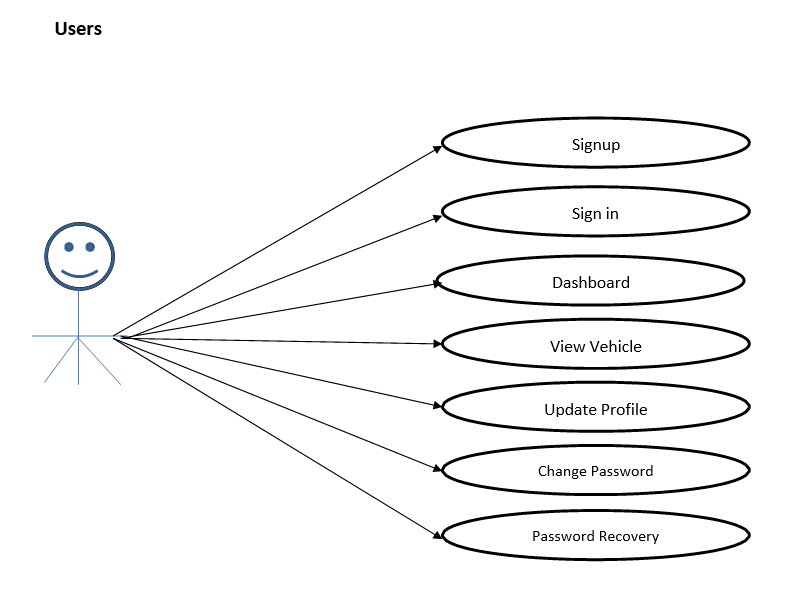 Users
Signup
Sign in
Dashboard
View Vehicle
Update Profile
Change Password
Password Recovery